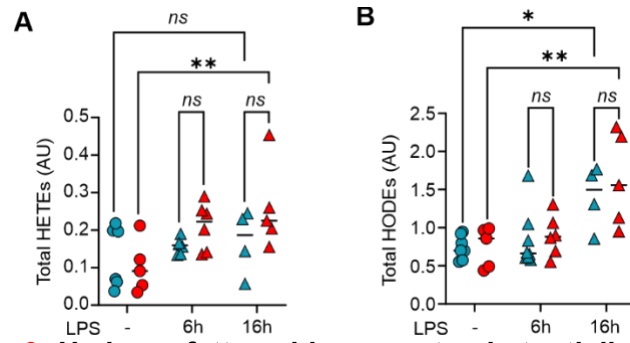 A
B
ns
*
**
**
ns
ns
ns
ns
Total HETEs (AU)
0.5
0.4
0.3
0.2
0.1
0.0
Total HODEs (AU)
2.5
2.0
1.5
1.0
0.5
0.0
LPS - 6h 16h
LPS - 6h 16h